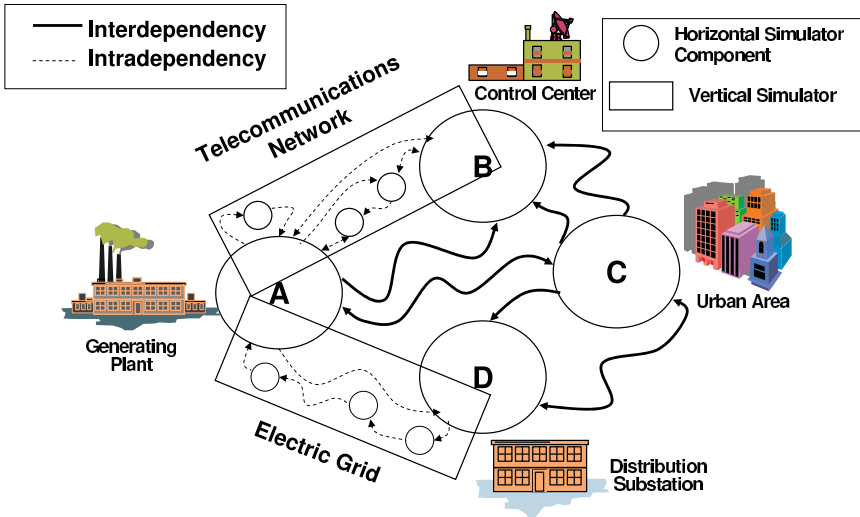 Interdependency
Intradependency
Control Center
Horizontal Simulator
Component
Vertical Simulator
Telecommunications
Network
B
A
C
D
Generating
Plant
Urban Area
Electric Grid
Distribution
Substation